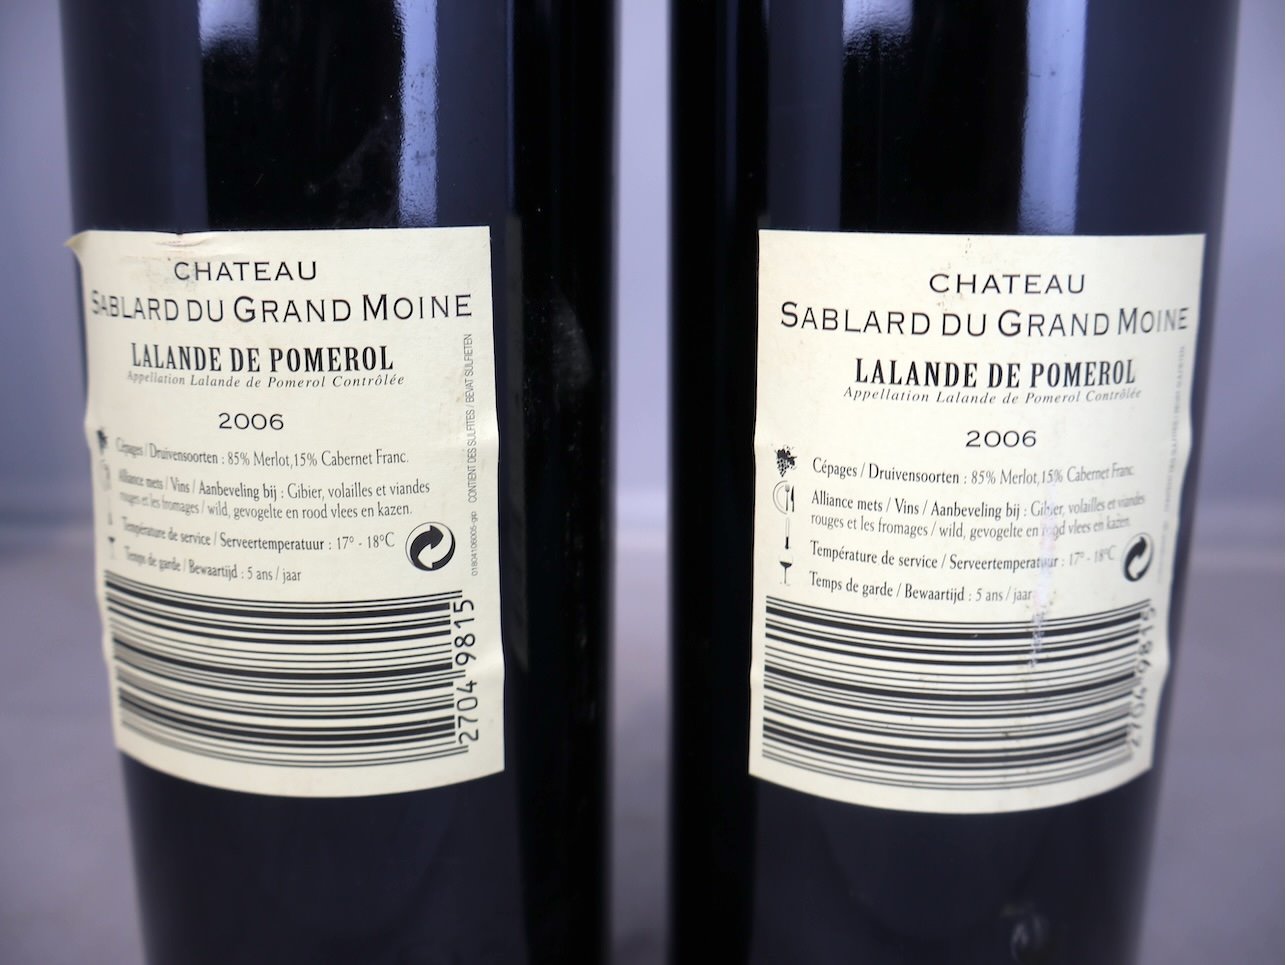 CHATEAU
SABLARD DU GRAND MOINE
LALANDE DE POMEROL
Appellation Lalande de Pomerol Contrôlée
2006
Cépages / Druivensoorten : 85% Merlot,15% Cabernet Franc.
Alliance mets / Vins / Aanbeveling bij : Gibier, volailles et viandes
rouges et les fromages / wild, gevogelte en rood vlees en kazen.
Température de service / Serveertemperatuur : 17° - 18°C
Temps de garde / Bewaartijd : 5 ans / jaar
CONTIENT DES SULFITES / BEVAT SULFIETEN
2704 9815
CHATEAU
SABLARD DU GRAND MOINE
LALANDE DE POMEROL
Appellation Lalande de Pomerol Contrôlée
2006
Cépages / Druivensoorten : 85% Merlot,15% Cabernet Franc.
Alliance mets / Vins / Aanbeveling bij : Gibier, volailles et viandes
rouges et les fromages / wild, gevogelte en rood vlees en kazen.
Température de service / Serveertemperatuur : 17° - 18°C
Temps de garde / Bewaartijd : 5 ans / jaar
2704 9815